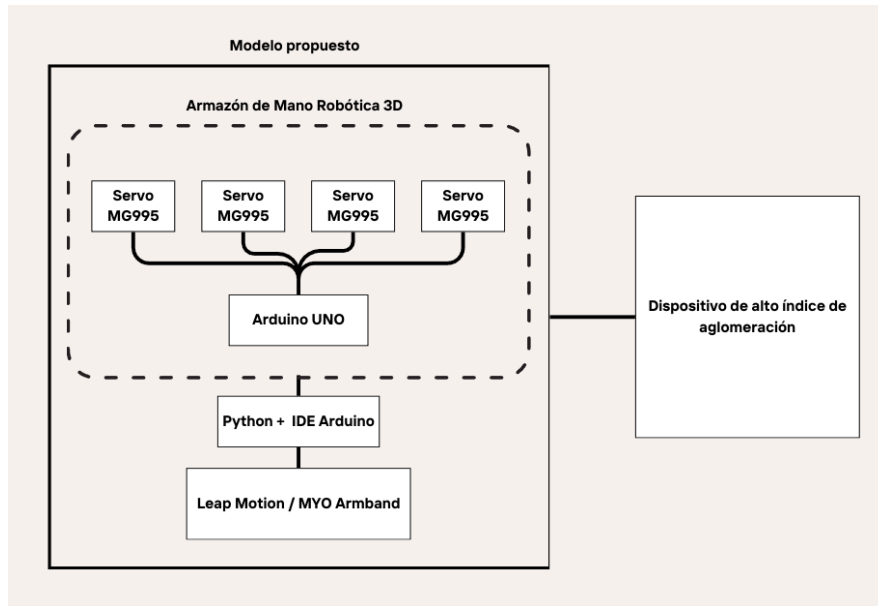 Modelo propuesto
Armazón de Mano Robótica 3D
Servo
MG995
Servo
MG995
Servo
MG995
Servo
MG995
Arduino UNO
Python + IDE Arduino
Leap Motion / MYO Armband
Dispositivo de alto índice de
aglomeración